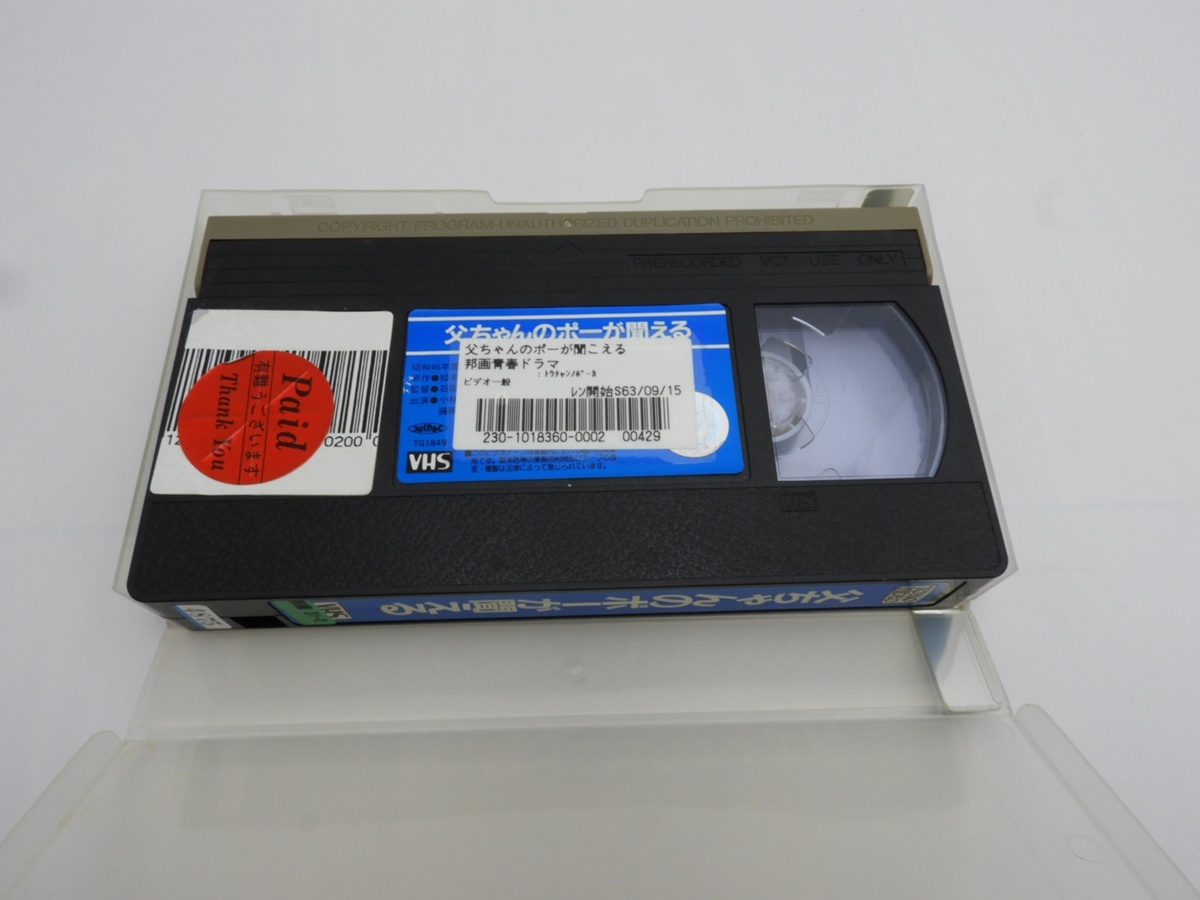 COPYRIGHT PROGRAM-UNAUTHORIZED DUPLICATION PROHIBITED
PRERECORDED VCT USE ONLY
Paid
有難うございます
Thank You
0200 0
父ちゃんのポーが聞える
父ちゃんのポーが聞こえる
邦画青春ドラマ
: トウチャンノポーカ
ビデオ一般
レン開始S63/09/15
230-1018360-0002 00429
TG1849
VHS
VHS
VHS
父ちゃんのポーが聞える